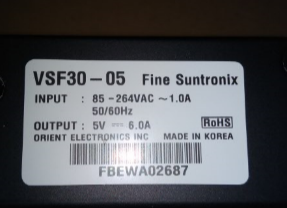 VSF30-05 Fine Suntronix
INPUT : 85-264VAC ~1.0A
50/60Hz
OUTPUT : 5V ⎓ 6.0A RoHS
ORIENT ELECTRONICS INC MADE IN KOREA
FBEWA02687